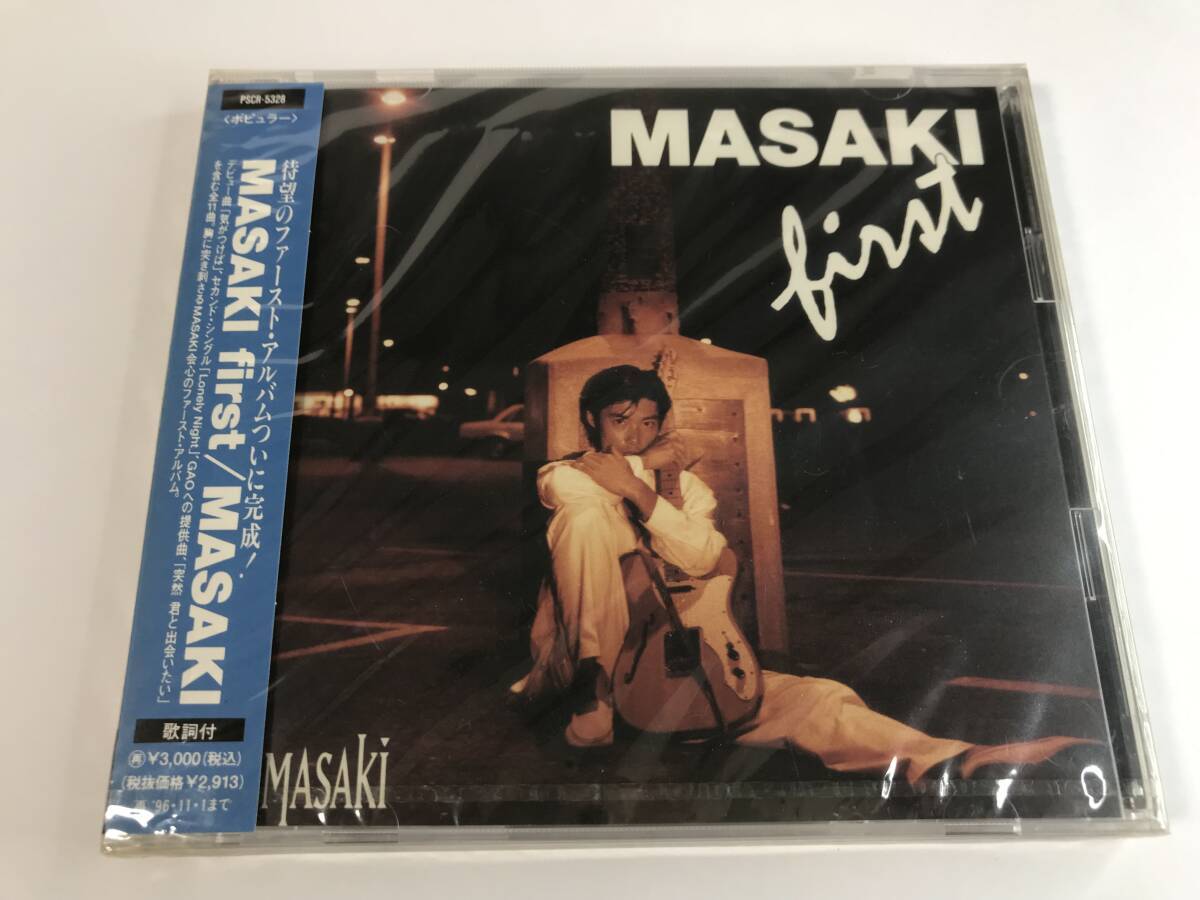 PSCR-5328
<ポピュラー>
待望のファースト・アルバムついに完成!
MASAKI first/MASAKI
デビュー曲「気がつけば」、セカンド・シングル「Lonely Night」、GAOへの提供曲、「突然 君と出会いたい」
を含む全11曲。胸に突き刺さるMASAKI会心のファースト・アルバム。
歌詞付
再¥3,000(税込)
(税抜価格¥2,913)
再 '96・11・1まで
MASAKI
first
MASAKI